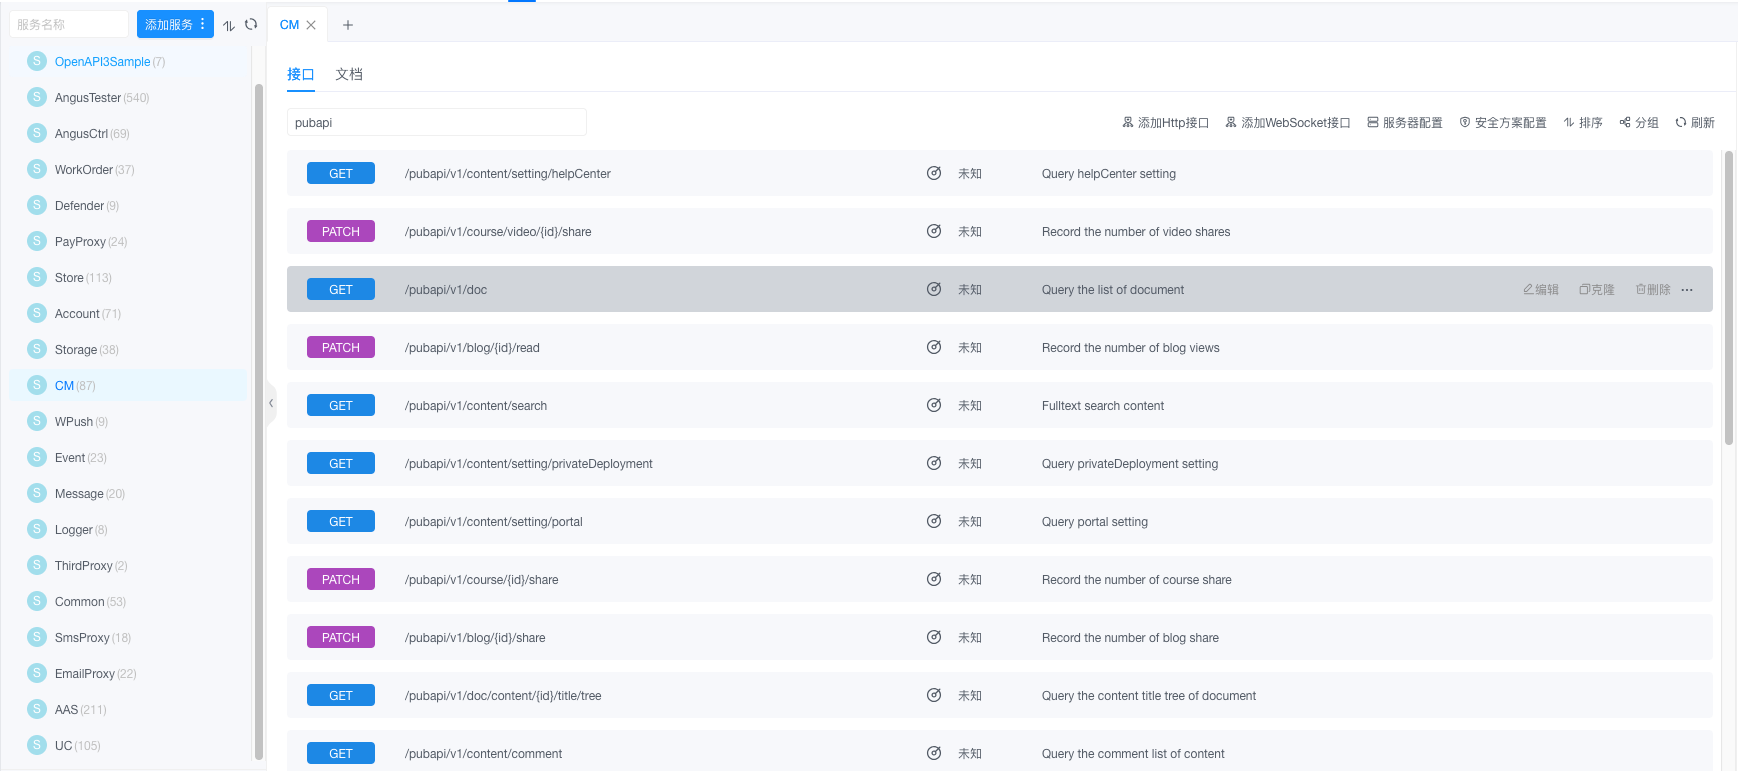 服务名称
添加服务
S OpenAPI3Sample (7)
S AngusTester (540)
S AngusCtrl (69)
S WorkOrder (37)
S Defender (9)
S PayProxy (24)
S Store (113)
S Account (71)
S Storage (38)
S CM (87)
S WPush (9)
S Event (23)
S Message (20)
S Logger (8)
S ThirdProxy (2)
S Common (53)
S SmsProxy (18)
S EmailProxy (22)
S AAS (211)
S UC (105)
CM
接口 文档
pubapi
添加Http接口 添加WebSocket接口 服务器配置 安全方案配置 排序 分组 刷新
GET /pubapi/v1/content/setting/helpCenter 未知 Query helpCenter setting
PATCH /pubapi/v1/course/video/{id}/share 未知 Record the number of video shares
GET /pubapi/v1/doc 未知 Query the list of document 编辑 克隆 删除 ...
PATCH /pubapi/v1/blog/{id}/read 未知 Record the number of blog views
GET /pubapi/v1/content/search 未知 Fulltext search content
GET /pubapi/v1/content/setting/privateDeployment 未知 Query privateDeployment setting
GET /pubapi/v1/content/setting/portal 未知 Query portal setting
PATCH /pubapi/v1/course/{id}/share 未知 Record the number of course share
PATCH /pubapi/v1/blog/{id}/share 未知 Record the number of blog share
GET /pubapi/v1/doc/content/{id}/title/tree 未知 Query the content title tree of document
GET /pubapi/v1/content/comment 未知 Query the comment list of content